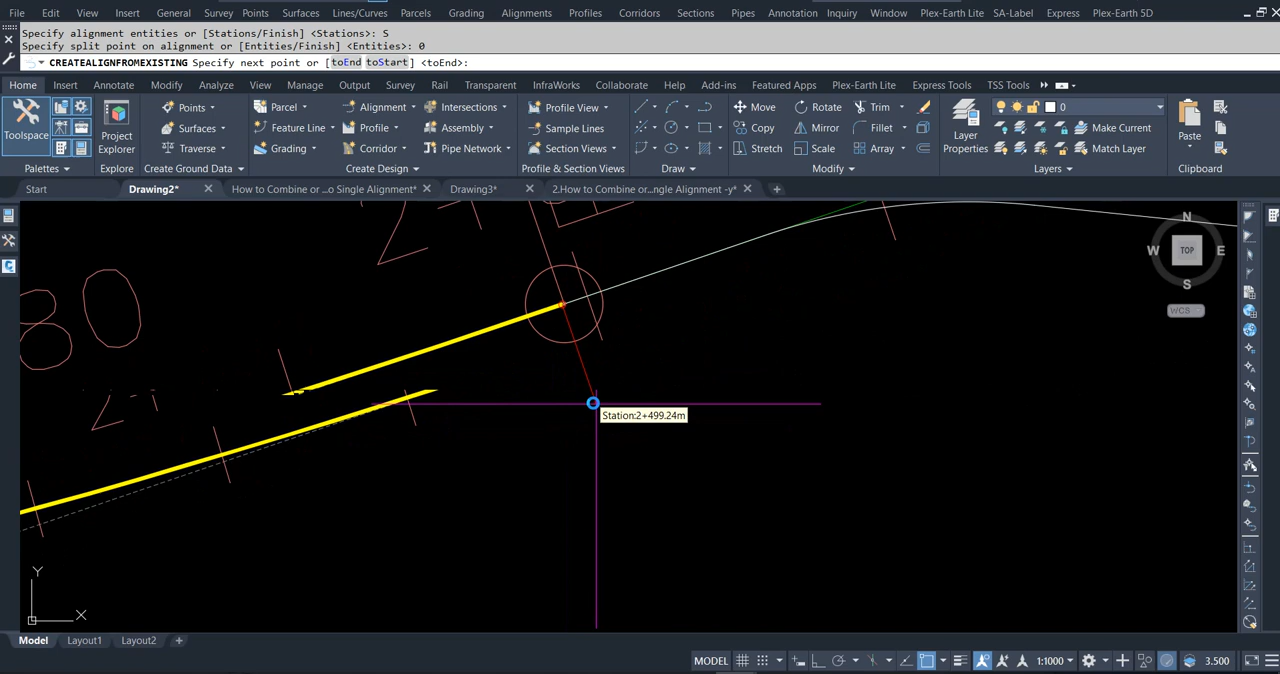 File Edit View Insert General Survey Points Surfaces Lines/Curves Parcels Grading Alignments Profiles Corridors Sections Pipes Annotation Inquiry Window Plex-Earth Lite SA-Label Express Plex-Earth 5D
Specify alignment entities or [Stations/Finish] <Stations>: S
Specify split point on alignment or [Entities/Finish] <Entities>: 0
CREATEALIGNFROMEXISTING Specify next point or [toEnd toStart] <toEnd>:
Home Insert Annotate Modify Analyze View Manage Output Survey Rail Transparent InfraWorks Collaborate Help Add-ins Featured Apps Plex-Earth Lite Express Tools TSS Tools
Toolspace
Project Explorer
Points
Surfaces
Traverse
Parcel
Feature Line
Grading
Alignment
Profile
Corridor
Intersections
Assembly
Pipe Network
Profile View
Sample Lines
Section Views
Move
Copy
Stretch
Rotate
Mirror
Scale
Trim
Fillet
Array
Layer Properties
0
Make Current
Match Layer
Paste
Palettes Explore Create Ground Data Create Design Profile & Section Views Draw Modify Layers Clipboard
Start Drawing2* How to Combine or ...o Single Alignment* Drawing3* 2.How to Combine or...ngle Alignment -y*
N
W TOP E
S
WCS
80
Station:2+499.24m
Y
X
Model Layout1 Layout2
MODEL 1:1000 3.500